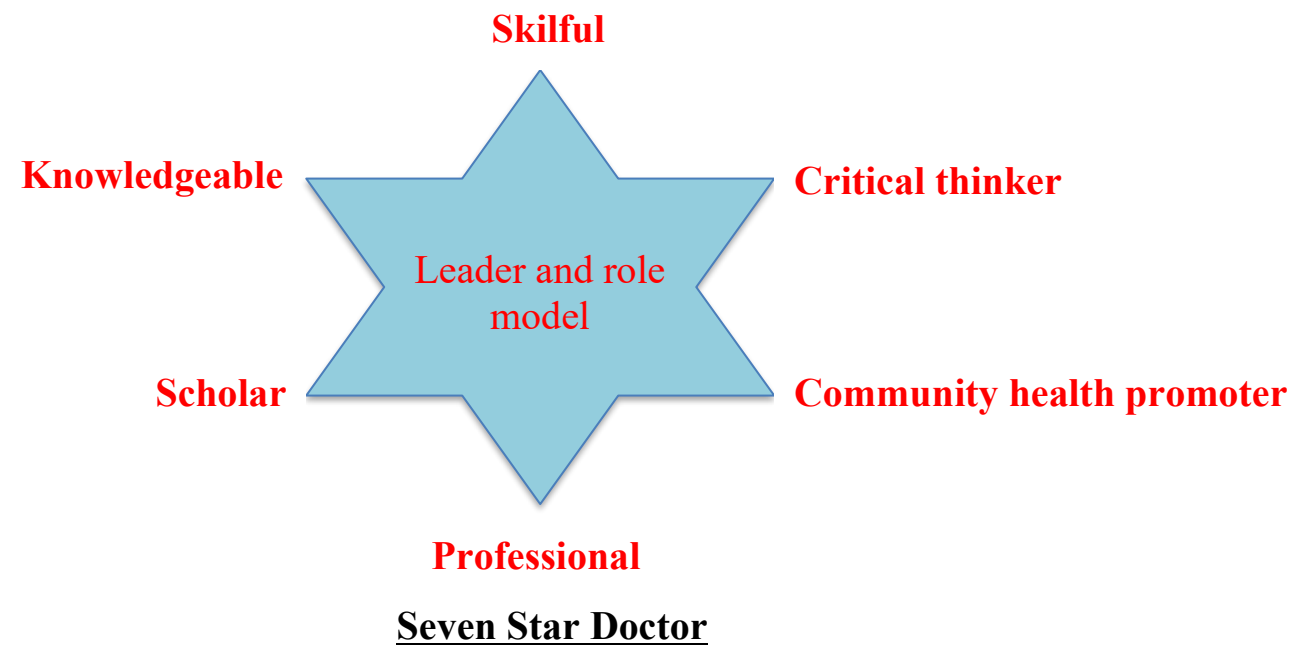 Skilful
Knowledgeable
Critical thinker
Leader and role
model
Scholar
Community health promoter
Professional
Seven Star Doctor